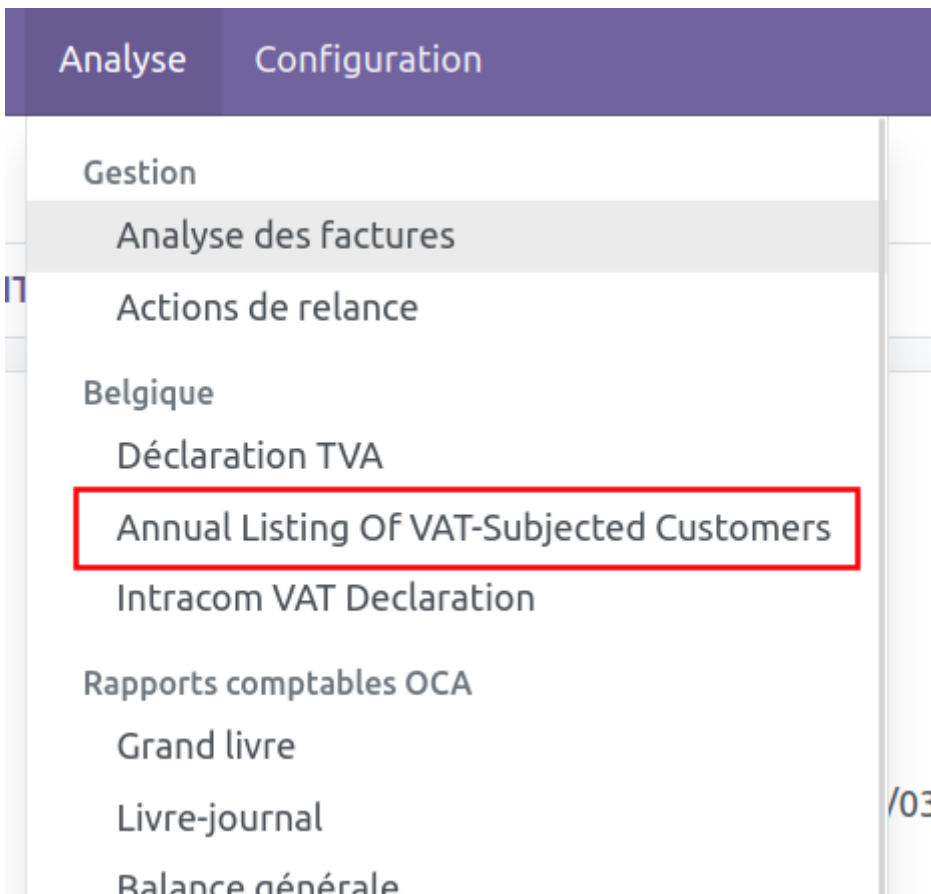 Analyse Configuration
Gestion
Analyse des factures
Actions de relance
Belgique
Déclaration TVA
Annual Listing Of VAT-Subjected Customers
Intracom VAT Declaration
Rapports comptables OCA
Grand livre
Livre-journal
/03
Balance générale